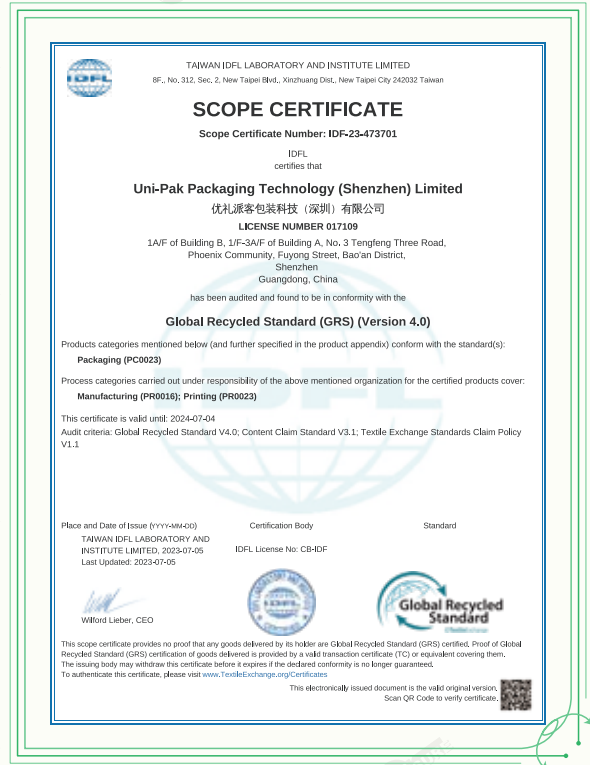 IDFL
TAIWAN IDFL LABORATORY AND INSTITUTE LIMITED
8F., No. 312, Sec. 2, New Taipei Blvd., Xinzhuang Dist., New Taipei City 242032 Taiwan
SCOPE CERTIFICATE
Scope Certificate Number: IDF-23-473701
IDFL
certifies that
Uni-Pak Packaging Technology (Shenzhen) Limited
优礼派客包装科技（深圳）有限公司
LICENSE NUMBER 017109
1A/F of Building B, 1/F-3A/F of Building A, No. 3 Tengfeng Three Road,
Phoenix Community, Fuyong Street, Bao'an District,
Shenzhen
Guangdong, China
has been audited and found to be in conformity with the
Global Recycled Standard (GRS) (Version 4.0)
Products categories mentioned below (and further specified in the product appendix) conform with the standard(s):
Packaging (PC0023)
Process categories carried out under responsibility of the above mentioned organization for the certified products cover:
Manufacturing (PR0016); Printing (PR0023)
This certificate is valid until: 2024-07-04
Audit criteria: Global Recycled Standard V4.0; Content Claim Standard V3.1; Textile Exchange Standards Claim Policy
V1.1
IDFL
Place and Date of Issue (YYYY-MM-DD)
Certification Body
Standard
TAIWAN IDFL LABORATORY AND
INSTITUTE LIMITED, 2023-07-05
Last Updated: 2023-07-05
IDFL License No: CB-IDF
IDFL
Global Recycled
Standard
Wilford Lieber, CEO
This scope certificate provides no proof that any goods delivered by its holder are Global Recycled Standard (GRS) certified. Proof of Global
Recycled Standard (GRS) certification of goods delivered is provided by a valid transaction certificate (TC) or equivalent covering them.
The issuing body may withdraw this certificate before it expires if the declared conformity is no longer guaranteed.
To authenticate this certificate, please visit www.TextileExchange.org/Certificates
This electronically issued document is the valid original version.
Scan QR Code to verify certificate.